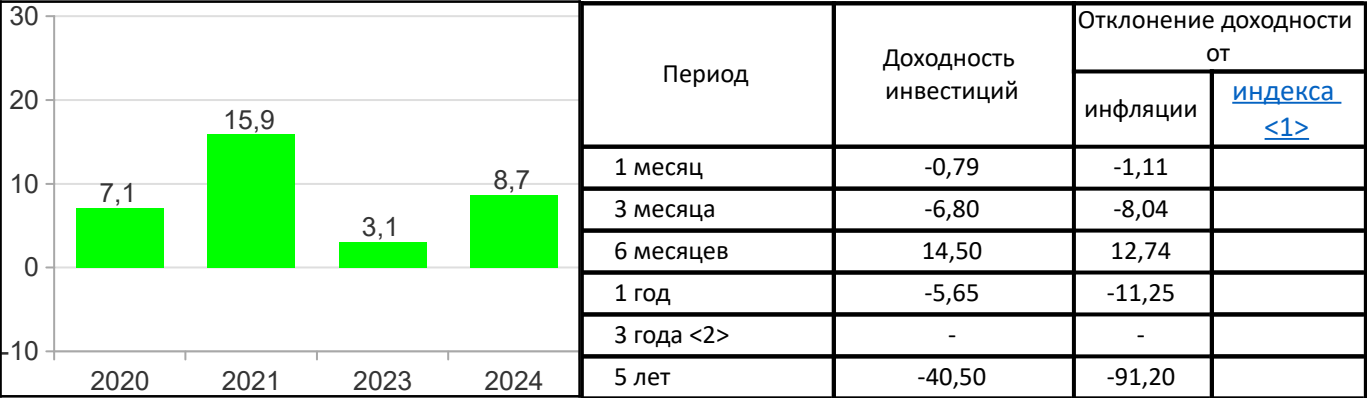 30
20
10
0
-10
7,1
15,9
3,1
8,7
2020 2021 2023 2024
Период
Доходность
инвестиций
Отклонение доходности
от
инфляции
индекса
<1>
1 месяц -0,79 -1,11
3 месяца -6,80 -8,04
6 месяцев 14,50 12,74
1 год -5,65 -11,25
3 года <2> - -
5 лет -40,50 -91,20